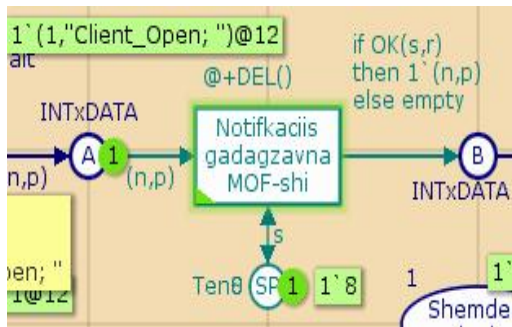 1`(1,"Client_Open; ")@12
ait
@+DEL()
if OK(s,r)
then 1`(n,p)
else empty
INTxDATA
Notifkaciis
gadagzavna
MOF-shi
A
1
B
n,p)
(n,p)
INTxDATA
s
pen; "
1@12
Ten0
SP
1
1`8
1
1`
Shemde